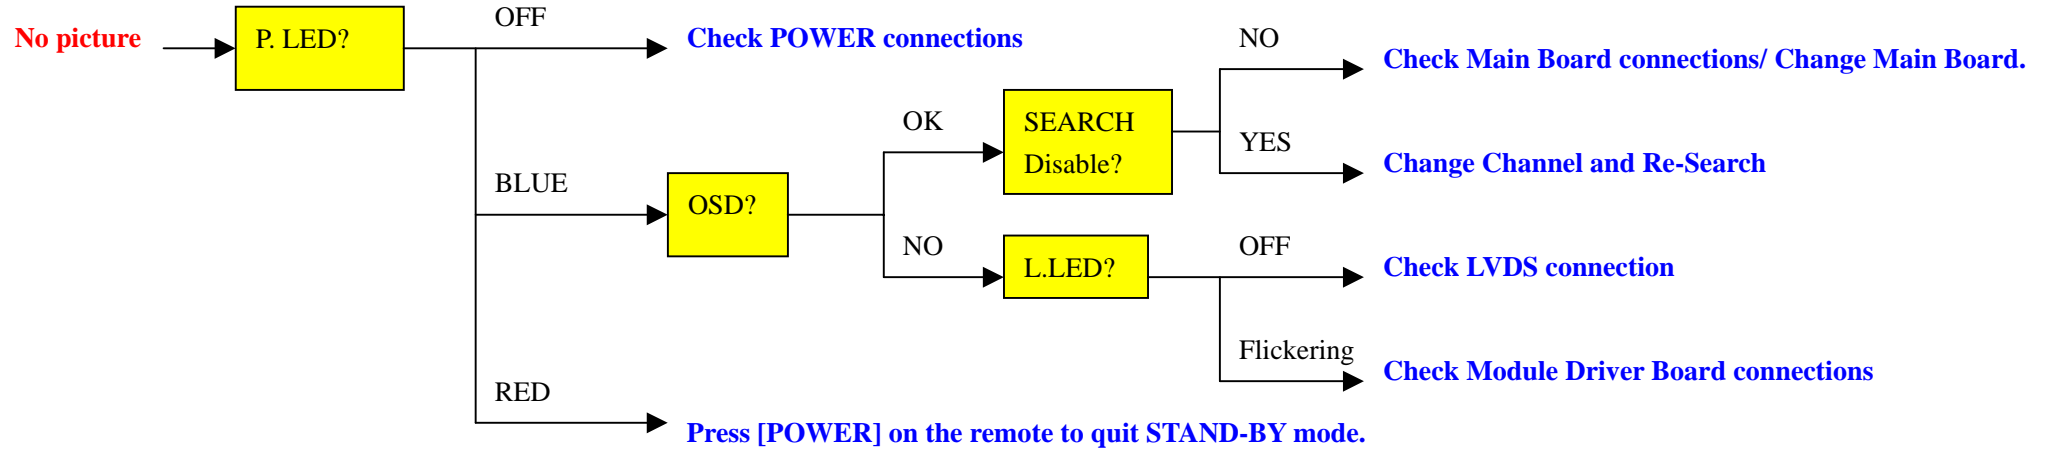 No picture
P. LED?
OFF
Check POWER connections
BLUE
OSD?
OK
SEARCH
Disable?
NO
Check Main Board connections/ Change Main Board.
YES
Change Channel and Re-Search
NO
L.LED?
OFF
Check LVDS connection
Flickering
Check Module Driver Board connections
RED
Press [POWER] on the remote to quit STAND-BY mode.